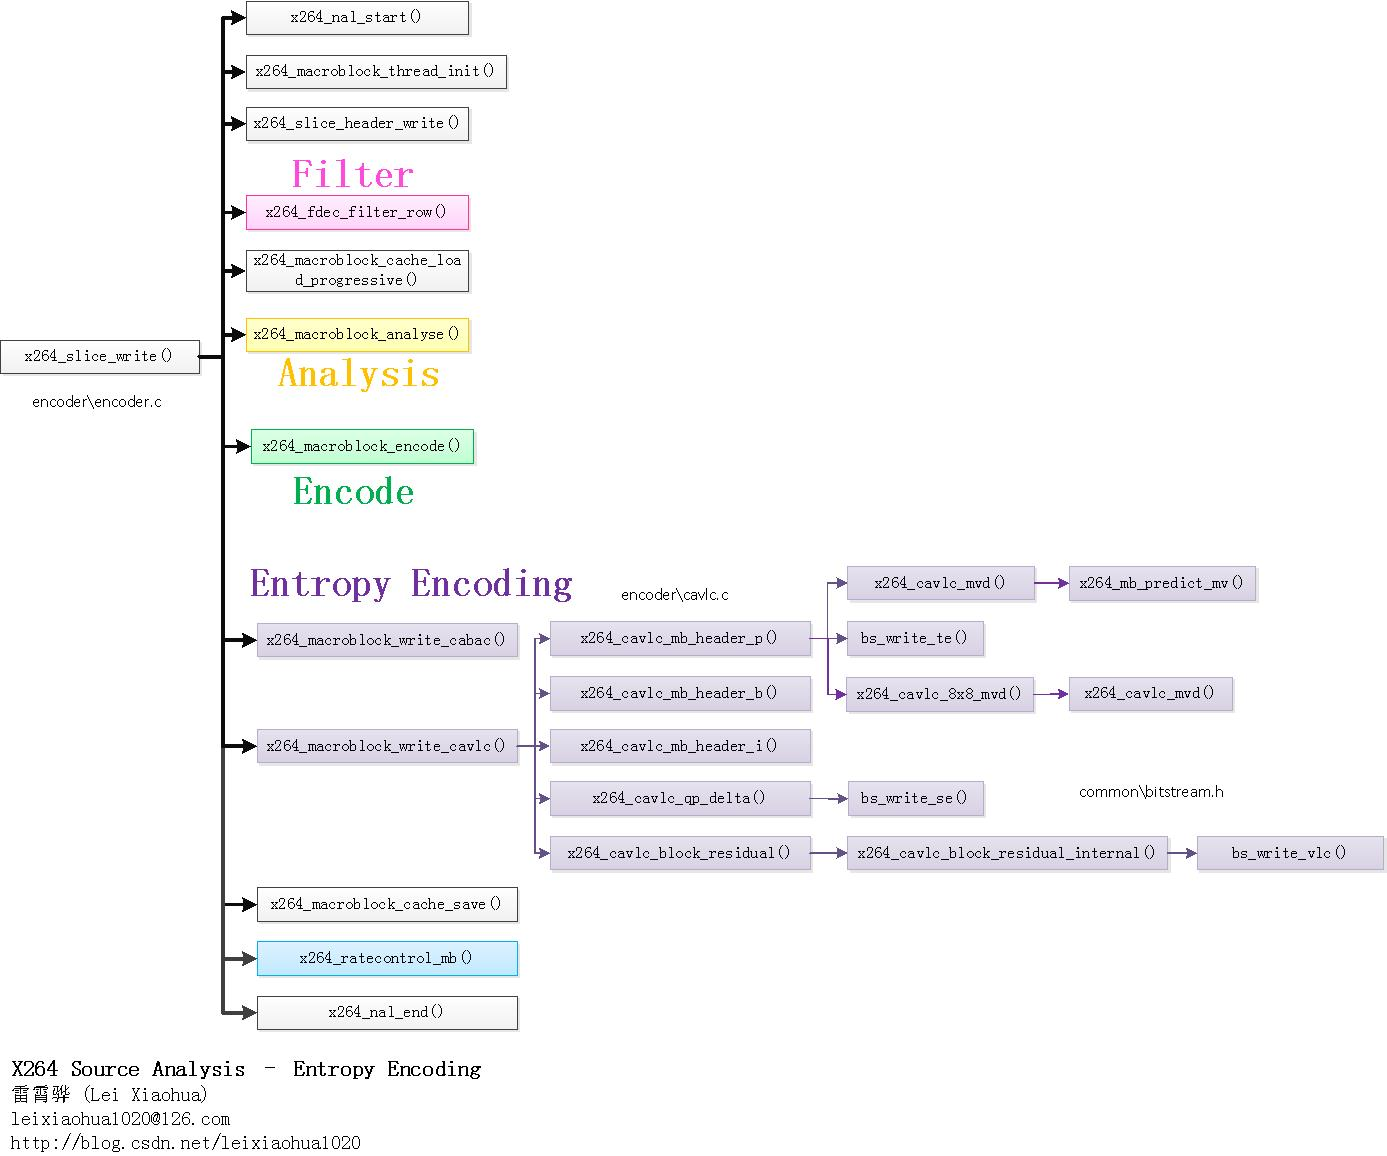 x264_nal_start()
x264_macroblock_thread_init()
x264_slice_header_write()
Filter
x264_fdec_filter_row()
x264_macroblock_cache_loa
d_progressive()
x264_macroblock_analyse()
x264_slice_write()
Analysis
encoder\encoder.c
x264_macroblock_encode()
Encode
Entropy Encoding
encoder\cavlc.c
x264_cavlc_mvd()
x264_mb_predict_mv()
x264_macroblock_write_cabac()
x264_cavlc_mb_header_p()
bs_write_te()
x264_cavlc_mb_header_b()
x264_cavlc_8x8_mvd()
x264_cavlc_mvd()
x264_macroblock_write_cavlc()
x264_cavlc_mb_header_i()
x264_cavlc_qp_delta()
bs_write_se()
common\bitstream.h
x264_cavlc_block_residual()
x264_cavlc_block_residual_internal()
bs_write_vlc()
x264_macroblock_cache_save()
x264_ratecontrol_mb()
x264_nal_end()
X264 Source Analysis – Entropy Encoding
雷霄骅 (Lei Xiaohua)
leixiaohua1020@126.com
http://blog.csdn.net/leixiaohua1020